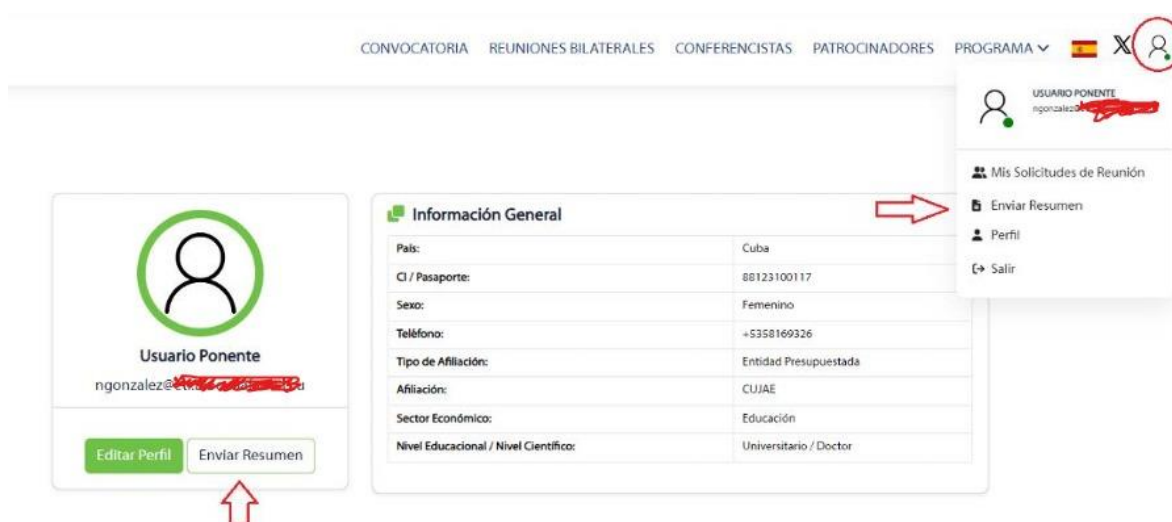 CONVOCATORIA REUNIONES BILATERALES CONFERENCISTAS PATROCINADORES PROGRAMA X
USUARIO PONENTE
ngonzalez@
Mis Solicitudes de Reunión
Enviar Resumen
Perfil
Salir
Usuario Ponente
ngonzalez@
Editar Perfil Enviar Resumen
Información General
País: Cuba
CI / Pasaporte: 88123100117
Sexo: Femenino
Teléfono: +5358169326
Tipo de Afiliación: Entidad Presupuestada
Afiliación: CUJAE
Sector Económico: Educación
Nivel Educacional / Nivel Científico: Universitario / Doctor